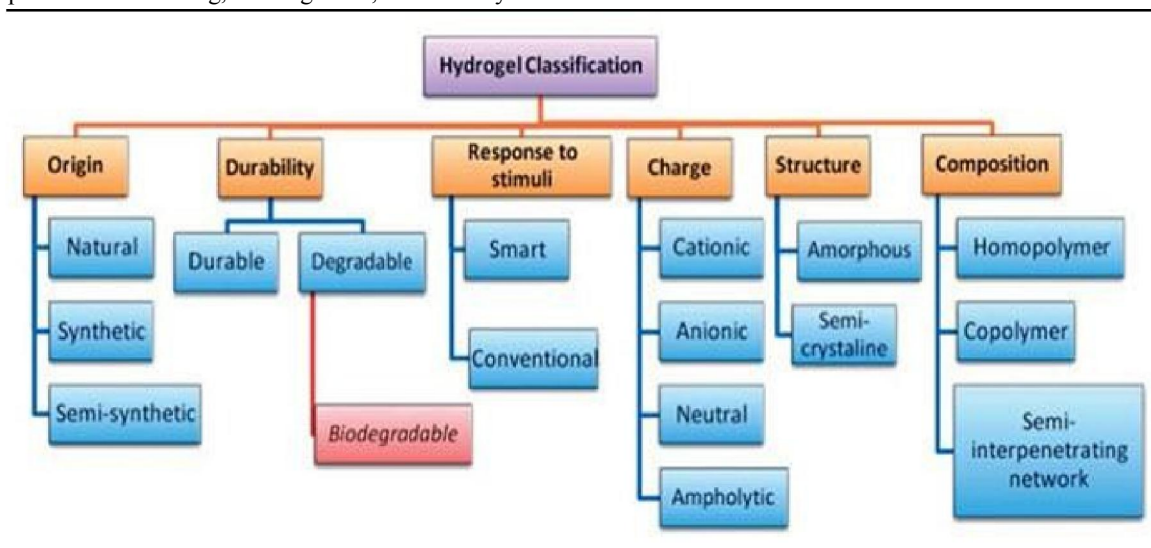 Hydrogel Classification
Origin
Durability
Response to
stimuli
Charge
Structure
Composition
Natural
Synthetic
Semi-synthetic
Durable
Degradable
Biodegradable
Smart
Conventional
Cationic
Anionic
Neutral
Ampholytic
Amorphous
Semi-
crystaline
Homopolymer
Copolymer
Semi-
interpenetrating
network